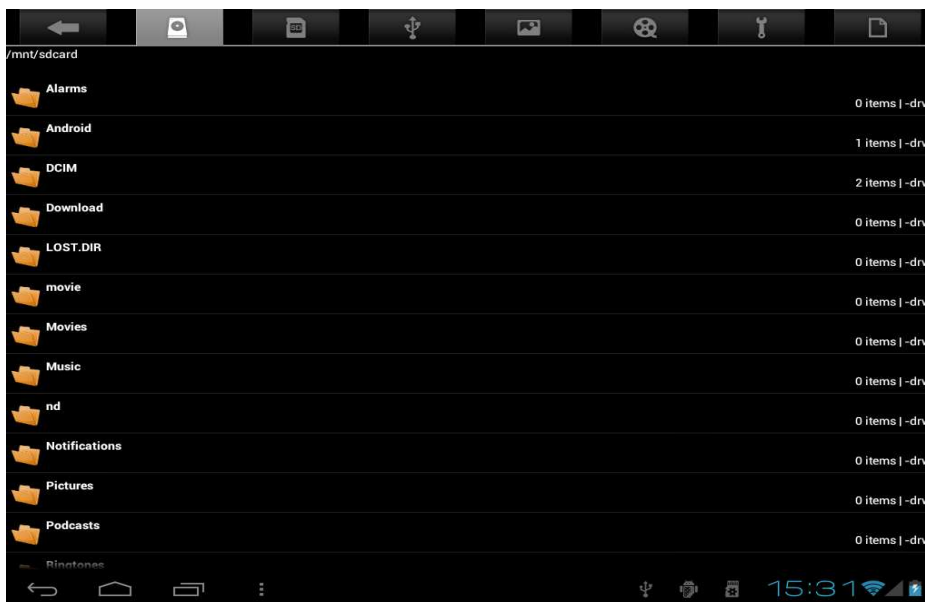 SD
/mnt/sdcard
Alarms
0 items | -drv
Android
1 items | -drv
DCIM
2 items | -drv
Download
0 items | -drv
LOST.DIR
0 items | -drv
movie
0 items | -drv
Movies
0 items | -drv
Music
0 items | -drv
nd
0 items | -drv
Notifications
0 items | -drv
Pictures
0 items | -drv
Podcasts
0 items | -drv
Ringtones
15:31